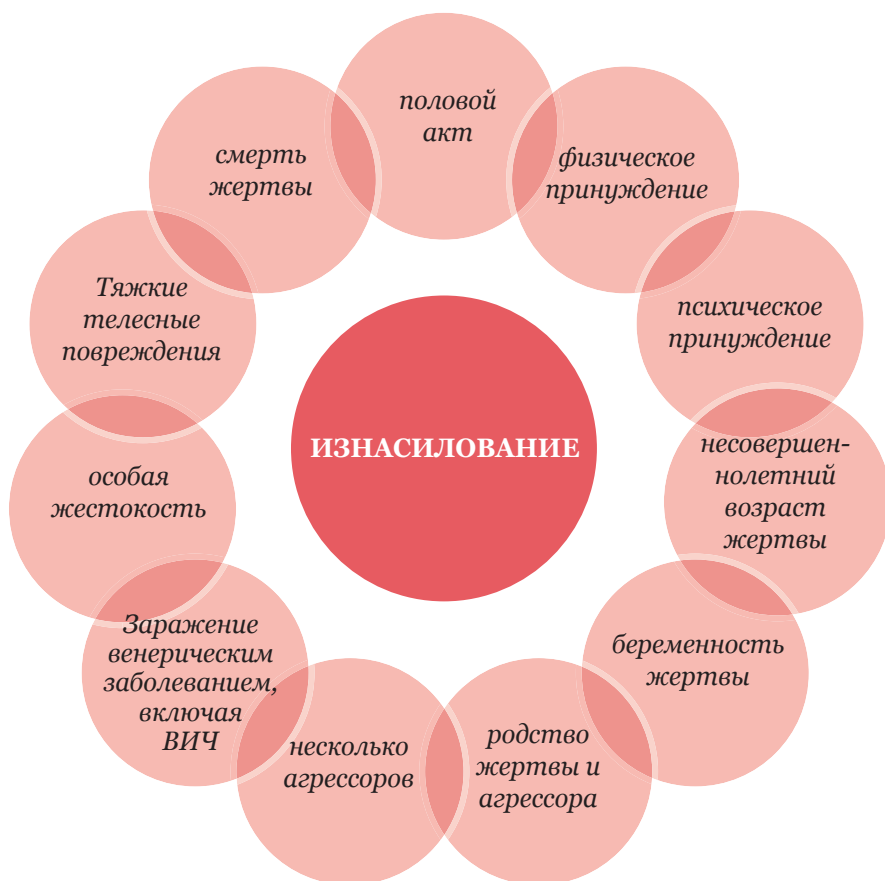 половой
акт
физическое
принуждение
психическое
принуждение
несовершен-
нолетний
возраст
жертвы
беременность
жертвы
родство
жертвы и
агрессора
несколько
агрессоров
Заражение
венерическим
заболеванием,
включая
ВИЧ
особая
жестокость
Тяжкие
телесные
повреждения
смерть
жертвы
ИЗНАСИЛОВАНИЕ